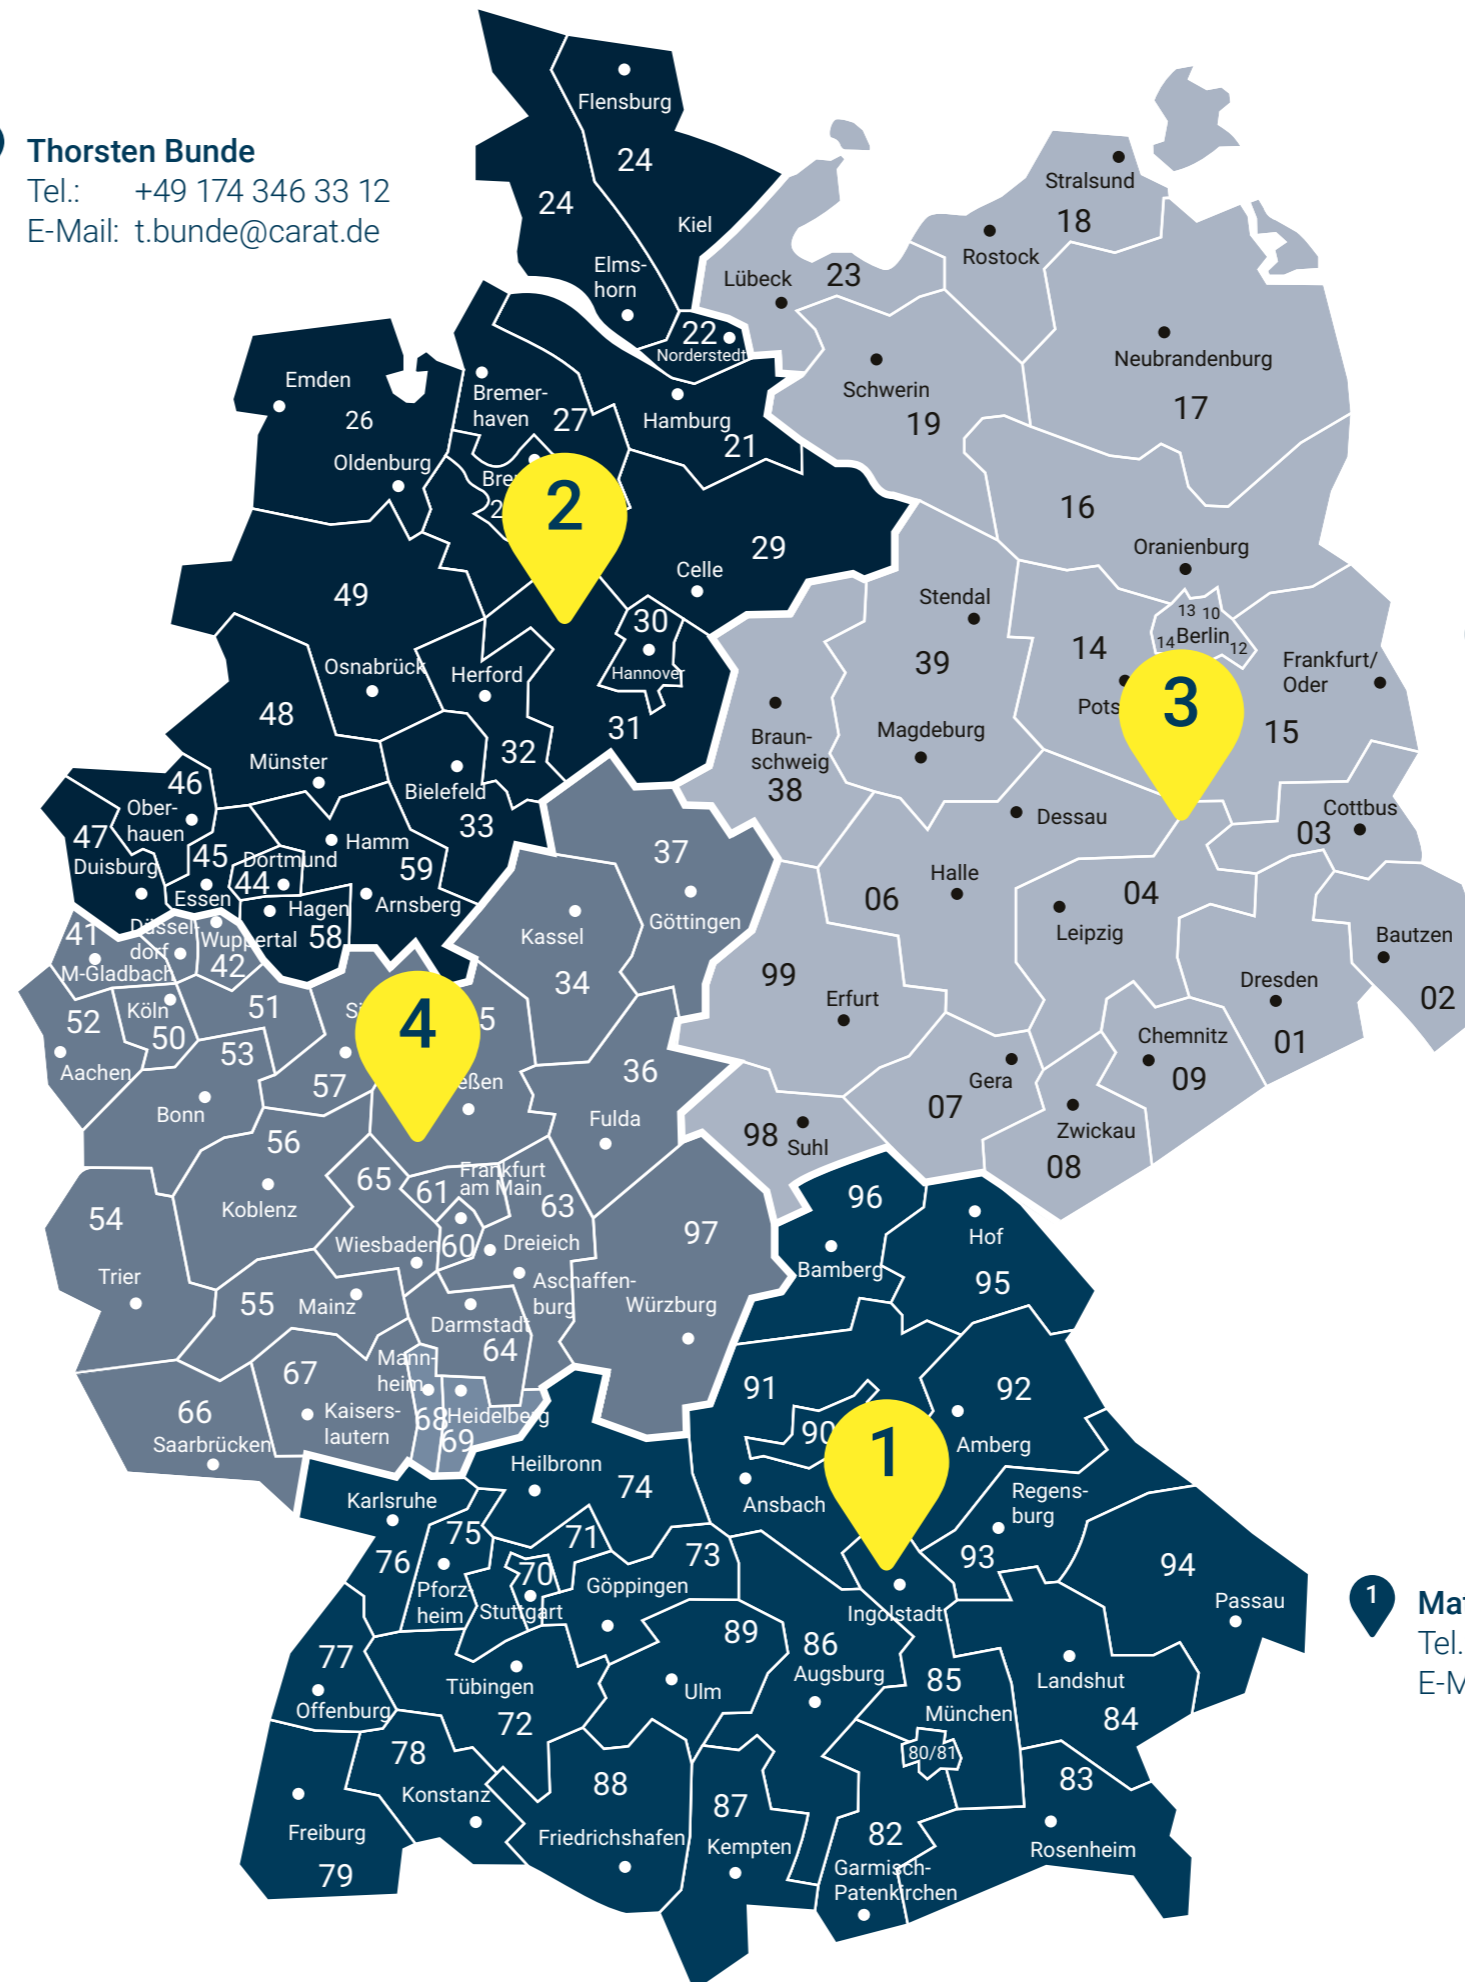 Thorsten Bunde
Tel.: +49 174 346 33 12
E-Mail: t.bunde@carat.de
Flensburg
24
24
Kiel
Elms-
horn
22
Norderstedt
Stralsund
18
Rostock
Lübeck
23
Schwerin
19
Neubrandenburg
17
Emden
26
Oldenburg
Bremer-
haven
27
Hamburg
21
2
29
Celle
16
Oranienburg
49
Osnabrück
Herford
30
Hannover
31
32
Stendal
39
Magdeburg
14
13 10
14 Berlin 12
3
Frankfurt/
Oder
15
48
Münster
Bielefeld
33
Braun-
schweig
38
46
Ober-
hauen
47
Duisburg
45
Essen
Dortmund
44
Hamm
59
Arnsberg
Hagen
58
37
Göttingen
Dessau
Halle
06
Cottbus
03
04
Leipzig
41
M-Gladbach
Düssel-
dorf
Wuppertal
42
Kassel
34
99
Erfurt
Bautzen
02
Dresden
01
52
Aachen
Köln
50
51
53
Bonn
57
4
36
Fulda
Gera
07
Chemnitz
09
Zwickau
08
98
Suhl
56
Koblenz
65
Wiesbaden
61
Frankfurt
am Main
60
63
Dreieich
Aschaffen-
burg
97
Würzburg
54
Trier
55
Mainz
Darmstadt
64
96
Bamberg
Hof
95
67
Kaisers-
lautern
66
Saarbrücken
Mann-
heim
68
Heidelberg
69
91
90
Ansbach
1
92
Amberg
Heilbronn
74
Karlsruhe
76
75
Pforz-
heim
71
70
Stuttgart
73
Göppingen
Regens-
burg
93
94
Passau
Ingolstadt
1
Tel.
77
Offenburg
Tübingen
72
89
Ulm
86
Augsburg
85
München
80/81
Landshut
84
78
Konstanz
88
Friedrichshafen
87
Kempten
82
Garmisch-
Patenkirchen
83
Rosenheim
Freiburg
79